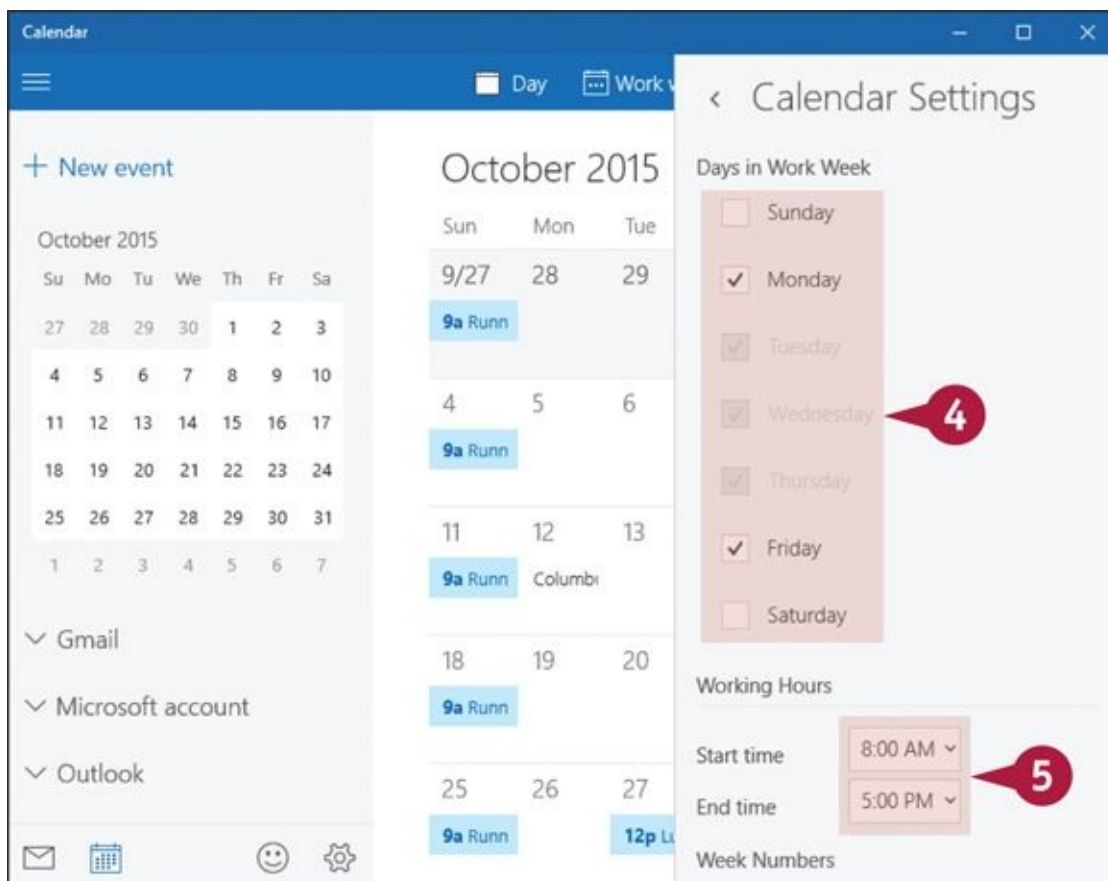 Calendar
Day Work
+ New event
October 2015
Su Mo Tu We Th Fr Sa
27 28 29 30 1 2 3
4 5 6 7 8 9 10
11 12 13 14 15 16 17
18 19 20 21 22 23 24
25 26 27 28 29 30 31
1 2 3 4 5 6 7
Gmail
Microsoft account
Outlook
October 2015
Sun Mon Tue
9/27 28 29
9a Runn
4 5 6
9a Runn
11 12 13
9a Runn Columb
18 19 20
9a Runn
25 26 27
9a Runn 12p
Calendar Settings
Days in Work Week
Sunday
Monday
Tuesday
Wednesday
Thursday
Friday
Saturday
4
Working Hours
Start time 8:00 AM
End time 5:00 PM
5
Week Numbers